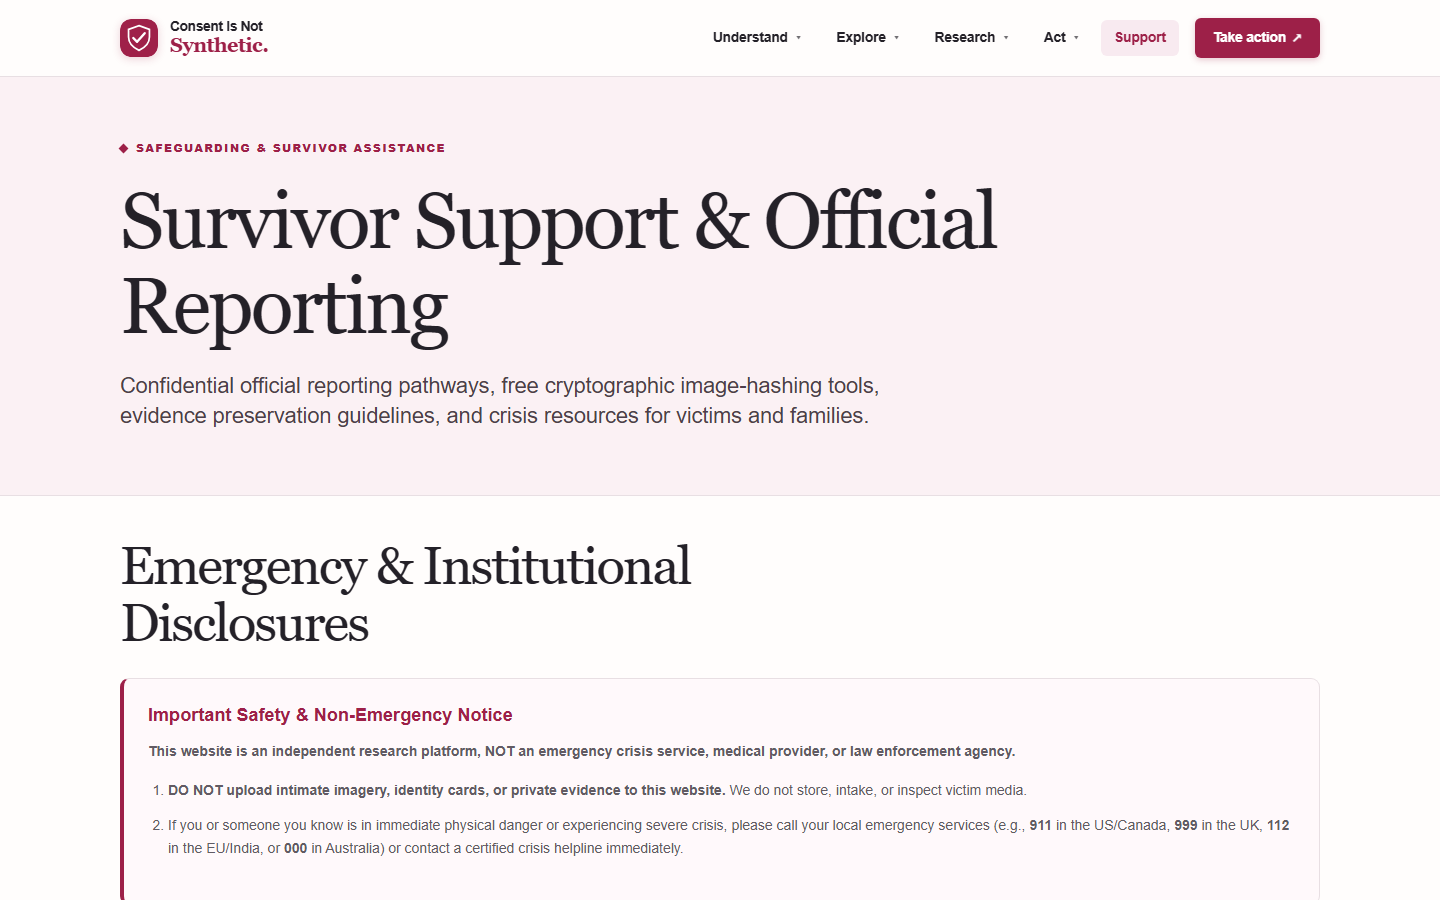 Consent Is Not
Synthetic.
Understand
Explore
Research
Act
Support
Take action ↗
◆ SAFEGUARDING & SURVIVOR ASSISTANCE
Survivor Support & Official
Reporting
Confidential official reporting pathways, free cryptographic image-hashing tools,
evidence preservation guidelines, and crisis resources for victims and families.
Emergency & Institutional
Disclosures
Important Safety & Non-Emergency Notice
This website is an independent research platform, NOT an emergency crisis service, medical provider, or law enforcement agency.
1. DO NOT upload intimate imagery, identity cards, or private evidence to this website. We do not store, intake, or inspect victim media.
2. If you or someone you know is in immediate physical danger or experiencing severe crisis, please call your local emergency services (e.g., 911 in the US/Canada, 999 in the UK, 112
in the EU/India, or 000 in Australia) or contact a certified crisis helpline immediately.